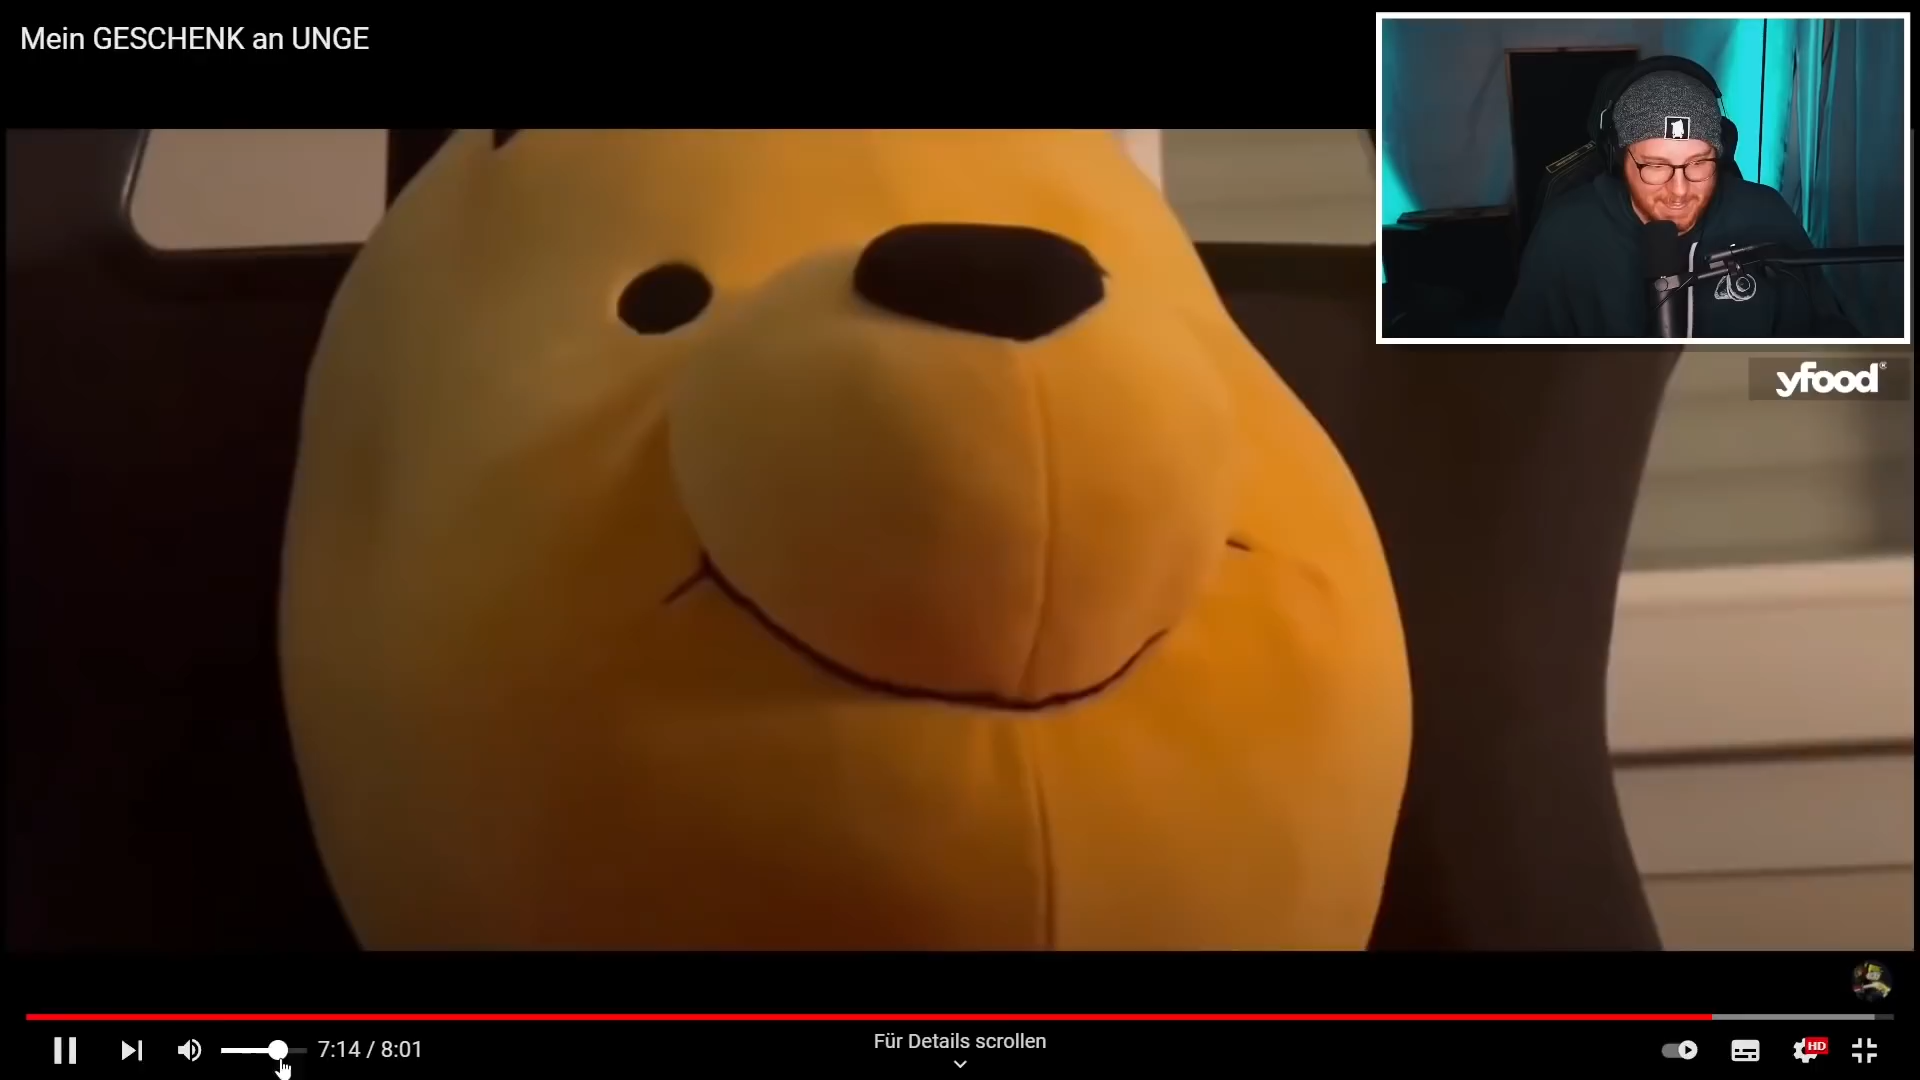 Mein GESCHENK an UNGE
yfood®
7:14 / 8:01
Für Details scrollen
HD